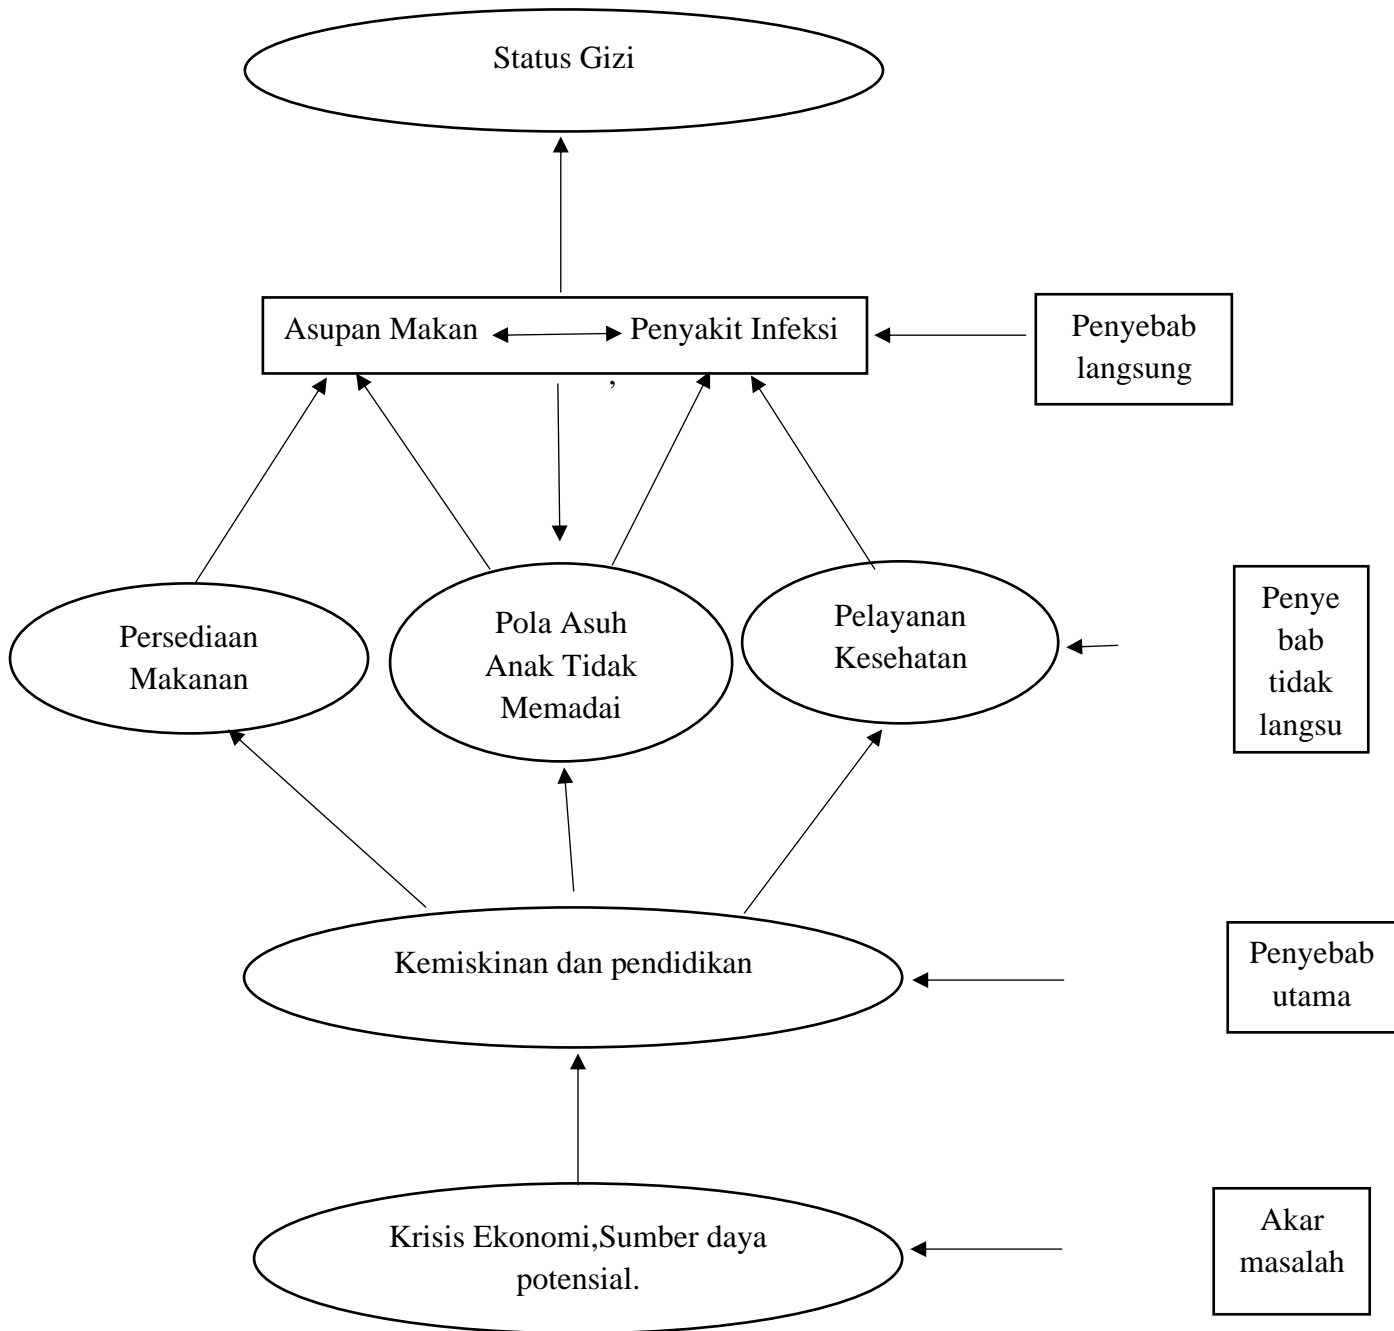 Status Gizi
Asupan Makan
Penyakit Infeksi
,
Penyebab
langsung
Persediaan
Makanan
Pola Asuh
Anak Tidak
Memadai
Pelayanan
Kesehatan
Penye
bab
tidak
langsu
Kemiskinan dan pendidikan
Penyebab
utama
Krisis Ekonomi,Sumber daya
potensial.
Akar
masalah